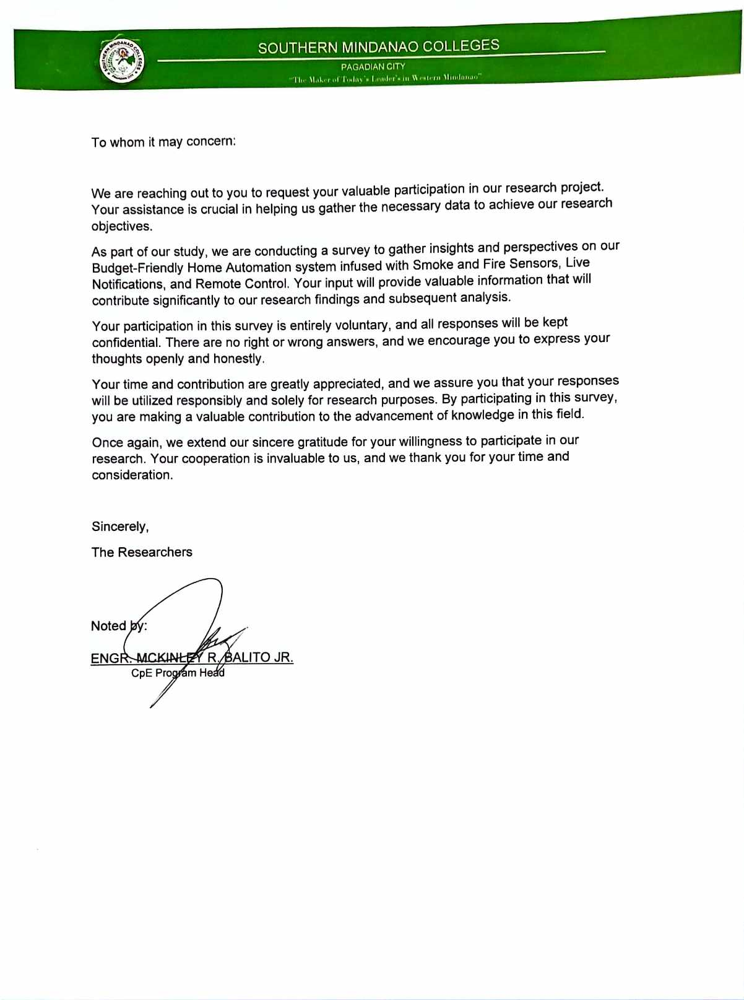 SOUTHERN MINDANAO COLLEGES
PAGADIAN CITY
"The Maker of Today's Leader's in Western Mindanao"
SOUTHERN MINDANAO COLLEGES
PAGADIAN CITY
To whom it may concern:
We are reaching out to you to request your valuable participation in our research project.
Your assistance is crucial in helping us gather the necessary data to achieve our research
objectives.
As part of our study, we are conducting a survey to gather insights and perspectives on our
Budget-Friendly Home Automation system infused with Smoke and Fire Sensors, Live
Notifications, and Remote Control. Your input will provide valuable information that will
contribute significantly to our research findings and subsequent analysis.
Your participation in this survey is entirely voluntary, and all responses will be kept
confidential. There are no right or wrong answers, and we encourage you to express your
thoughts openly and honestly.
Your time and contribution are greatly appreciated, and we assure you that your responses
will be utilized responsibly and solely for research purposes. By participating in this survey,
you are making a valuable contribution to the advancement of knowledge in this field.
Once again, we extend our sincere gratitude for your willingness to participate in our
research. Your cooperation is invaluable to us, and we thank you for your time and
consideration.
Sincerely,
The Researchers
Noted by:
ENGR. MCKINLEY R. BALITO JR.
CpE Program Head